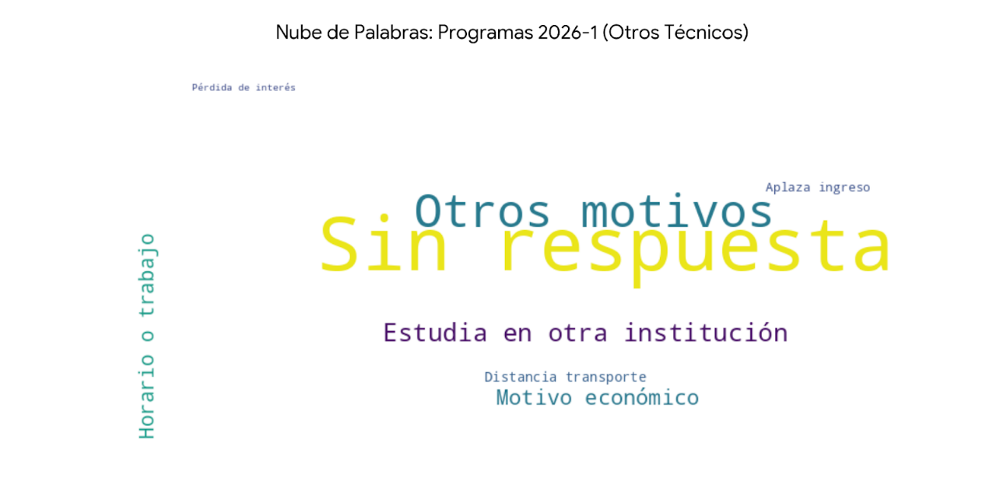 Nube de Palabras: Programas 2026-1 (Otros Técnicos)
Pérdida de interés
Aplaza ingreso
Otros motivos
Sin respuesta
Horario o trabajo
Estudia en otra institución
Distancia transporte
Motivo económico